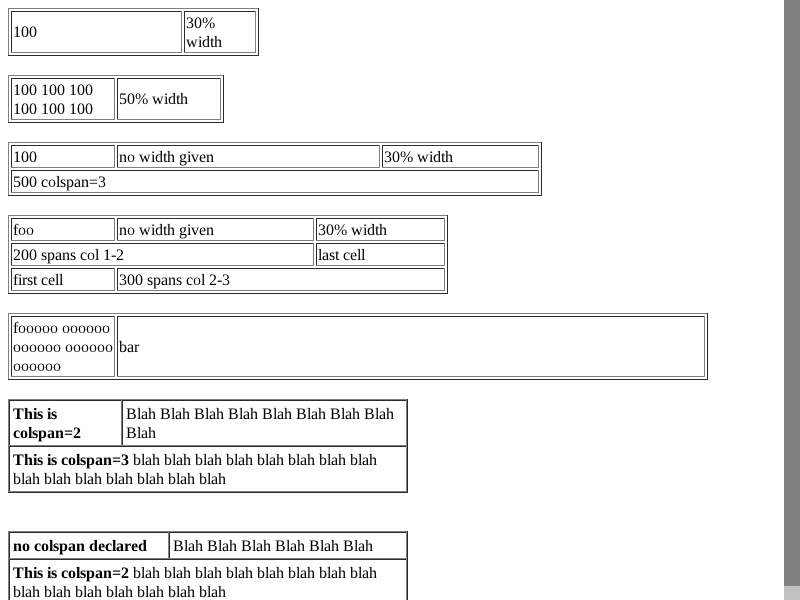 100
30%
width
100 100 100
100 100 100
50% width
100
no width given
30% width
500 colspan=3
foo
no width given
30% width
200 spans col 1-2
last cell
first cell
300 spans col 2-3
fooooo oooooo
oooooo oooooo
oooooo
bar
This is
colspan=2
Blah Blah Blah Blah Blah Blah Blah Blah
Blah
This is colspan=3 blah blah blah blah blah blah blah blah
blah blah blah blah blah blah blah
no colspan declared
Blah Blah Blah Blah Blah Blah
This is colspan=2 blah blah blah blah blah blah blah blah
blah blah blah blah blah blah blah